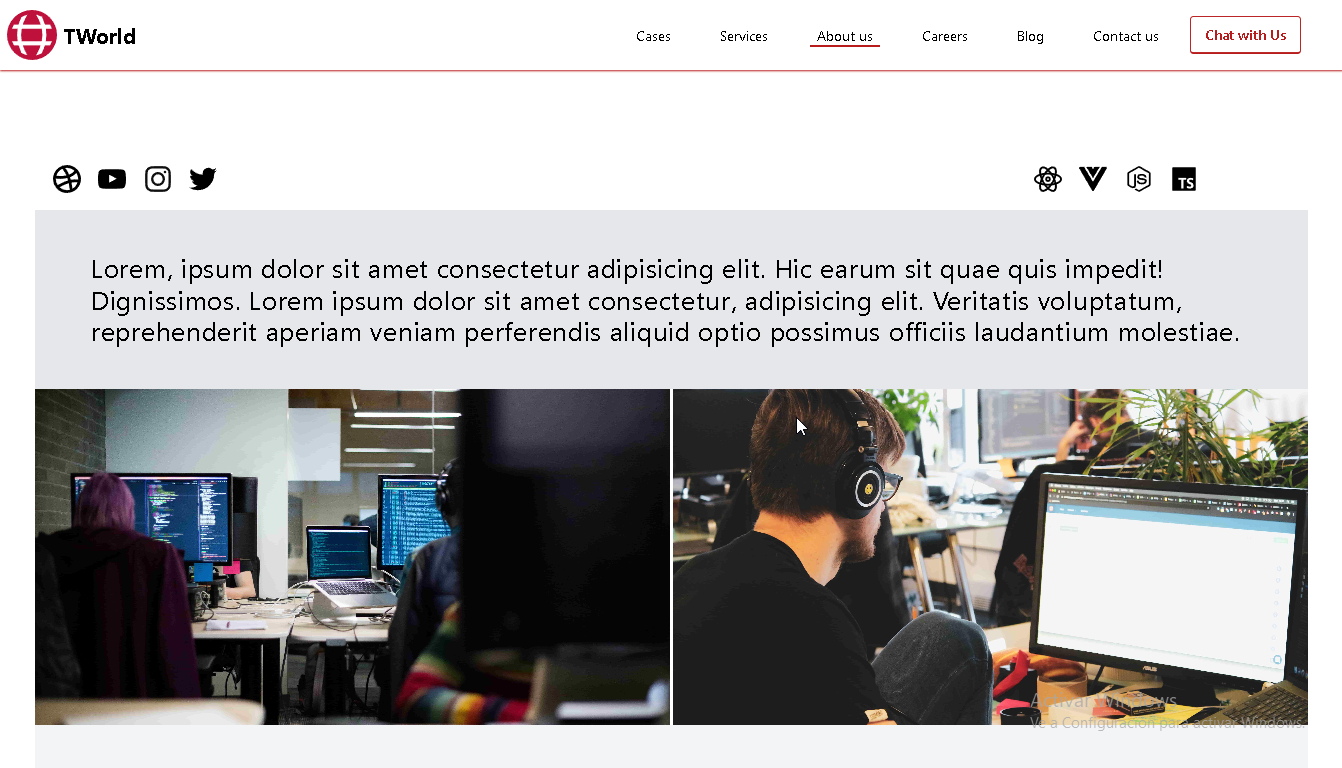 TWorld
Cases
Services
About us
Careers
Blog
Contact us
Chat with Us
JS
TS
Lorem, ipsum dolor sit amet consectetur adipisicing elit. Hic earum sit quae quis impedit!
Dignissimos. Lorem ipsum dolor sit amet consectetur, adipisicing elit. Veritatis voluptatum,
reprehenderit aperiam veniam perferendis aliquid optio possimus officiis laudantium molestiae.
Activar Windows
Ve a Configuración para activar Windows.